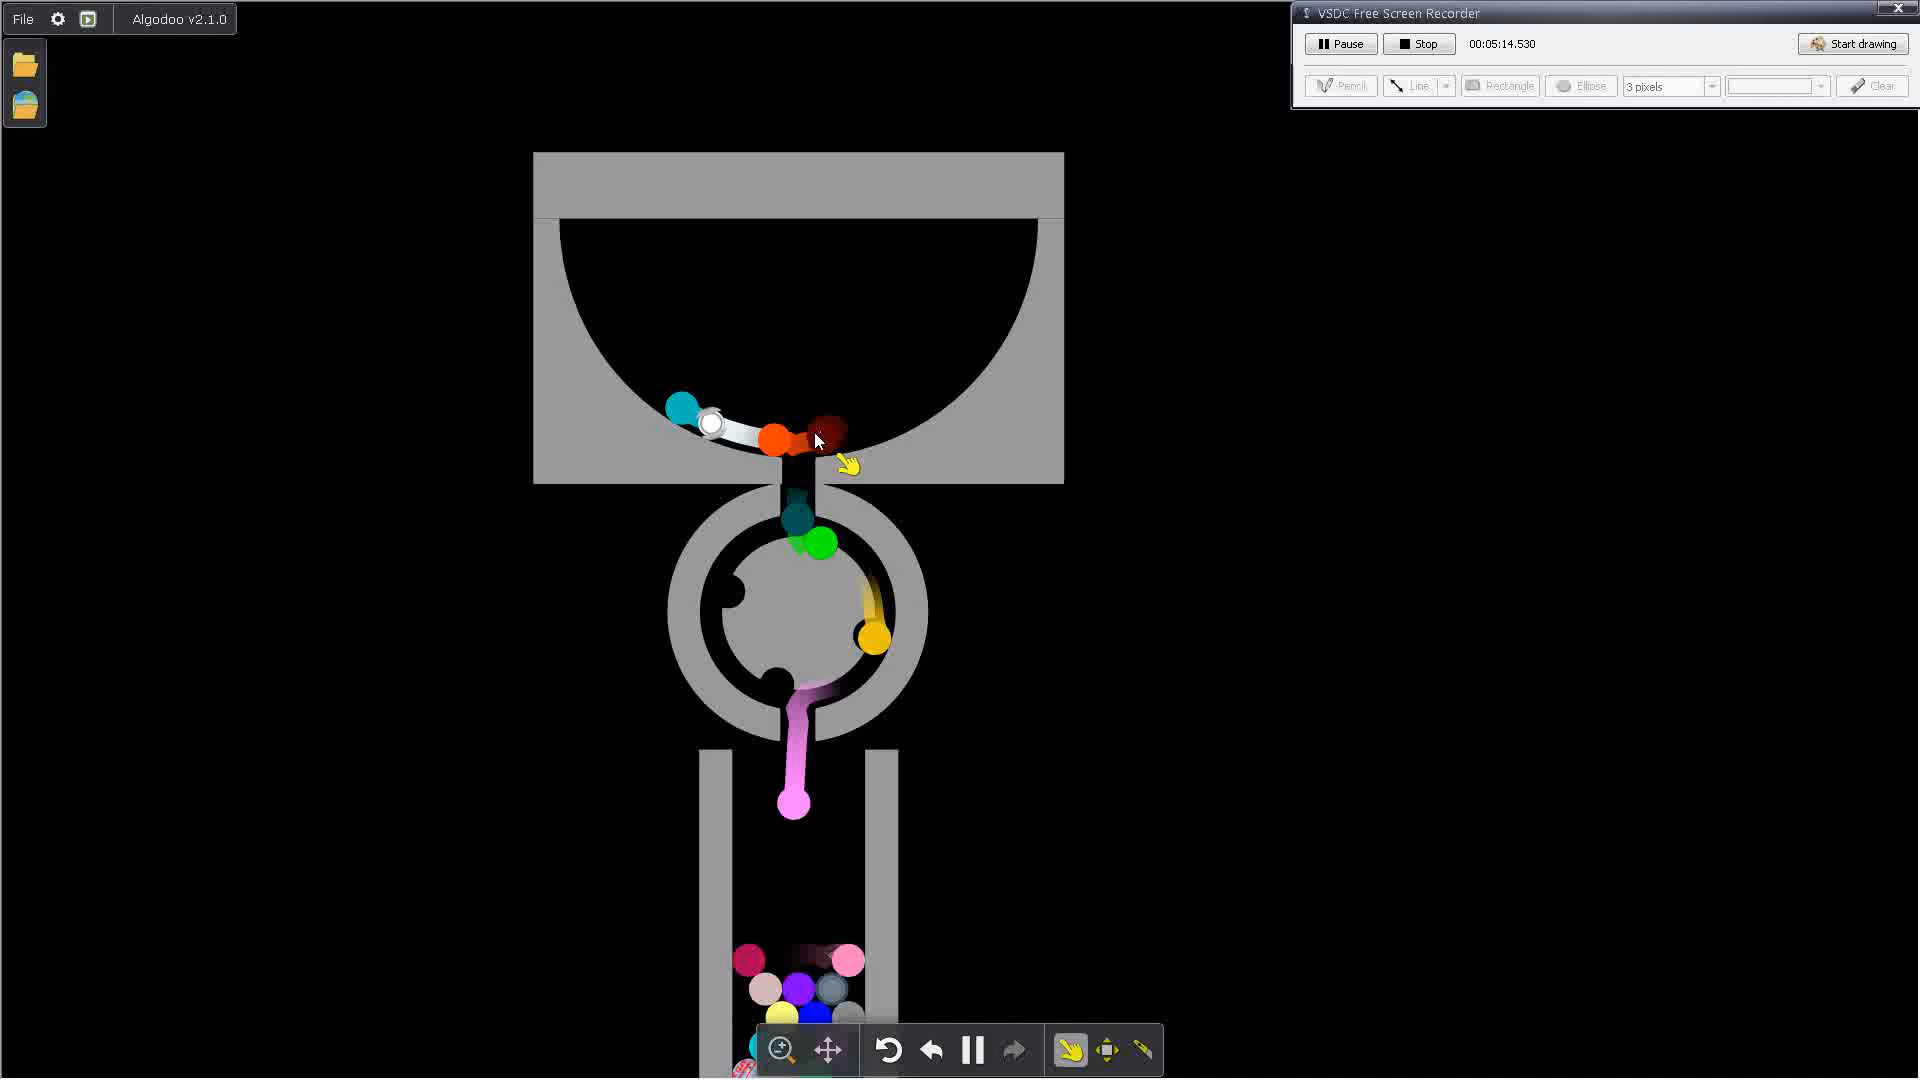 File
Algodoo v2.1.0
VSDC Free Screen Recorder
Pause
Stop
00:05:14.530
Start drawing
Pencil
Line
Rectangle
Ellipse
3 pixels
Clear